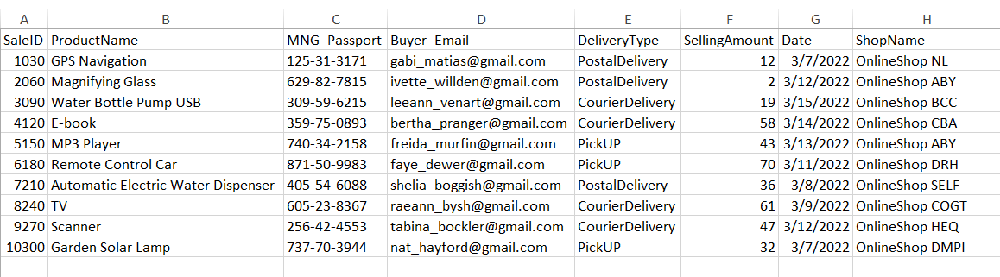 A B C D E F G H
SaleID ProductName MNG_Passport Buyer_Email DeliveryType SellingAmount Date ShopName
1030 GPS Navigation 125-31-3171 gabi_matias@gmail.com PostalDelivery 12 3/7/2022 OnlineShop NL
2060 Magnifying Glass 629-82-7815 ivette_willden@gmail.com PostalDelivery 2 3/12/2022 OnlineShop ABY
3090 Water Bottle Pump USB 309-59-6215 leeann_venart@gmail.com CourierDelivery 19 3/15/2022 OnlineShop BCC
4120 E-book 359-75-0893 bertha_pranger@gmail.com CourierDelivery 58 3/14/2022 OnlineShop CBA
5150 MP3 Player 740-34-2158 freida_murfin@gmail.com PickUP 43 3/13/2022 OnlineShop ABY
6180 Remote Control Car 871-50-9983 faye_dewer@gmail.com PickUP 70 3/11/2022 OnlineShop DRH
7210 Automatic Electric Water Dispenser 405-54-6088 shelia_boggish@gmail.com PostalDelivery 36 3/8/2022 OnlineShop SELF
8240 TV 605-23-8367 raeann_bysh@gmail.com CourierDelivery 61 3/9/2022 OnlineShop COGT
9270 Scanner 256-42-4553 tabina_bockler@gmail.com CourierDelivery 47 3/12/2022 OnlineShop HEQ
10300 Garden Solar Lamp 737-70-3944 nat_hayford@gmail.com PickUP 32 3/7/2022 OnlineShop DMPI